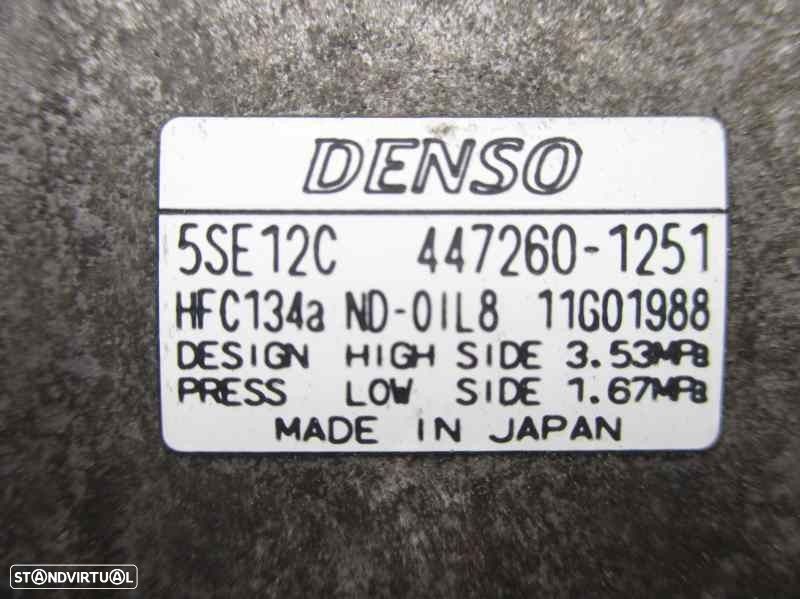 DENSO
5SE12C 447260-1251
HFC134a ND-OIL8 11G01988
DESIGN HIGH SIDE 3.53MPa
PRESS LOW SIDE 1.67MPa
MADE IN JAPAN
STANDVIRTUAL